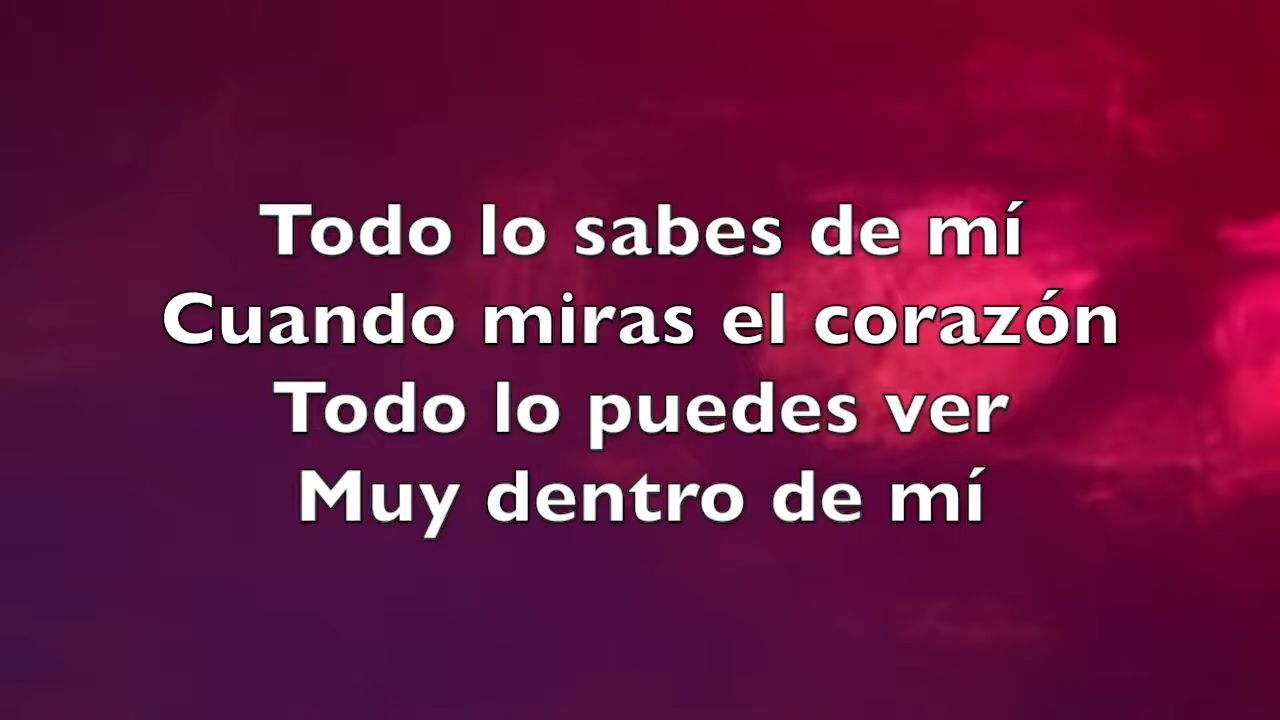 Todo lo sabes de mí
Cuando miras el corazón
Todo lo puedes ver
Muy dentro de mí